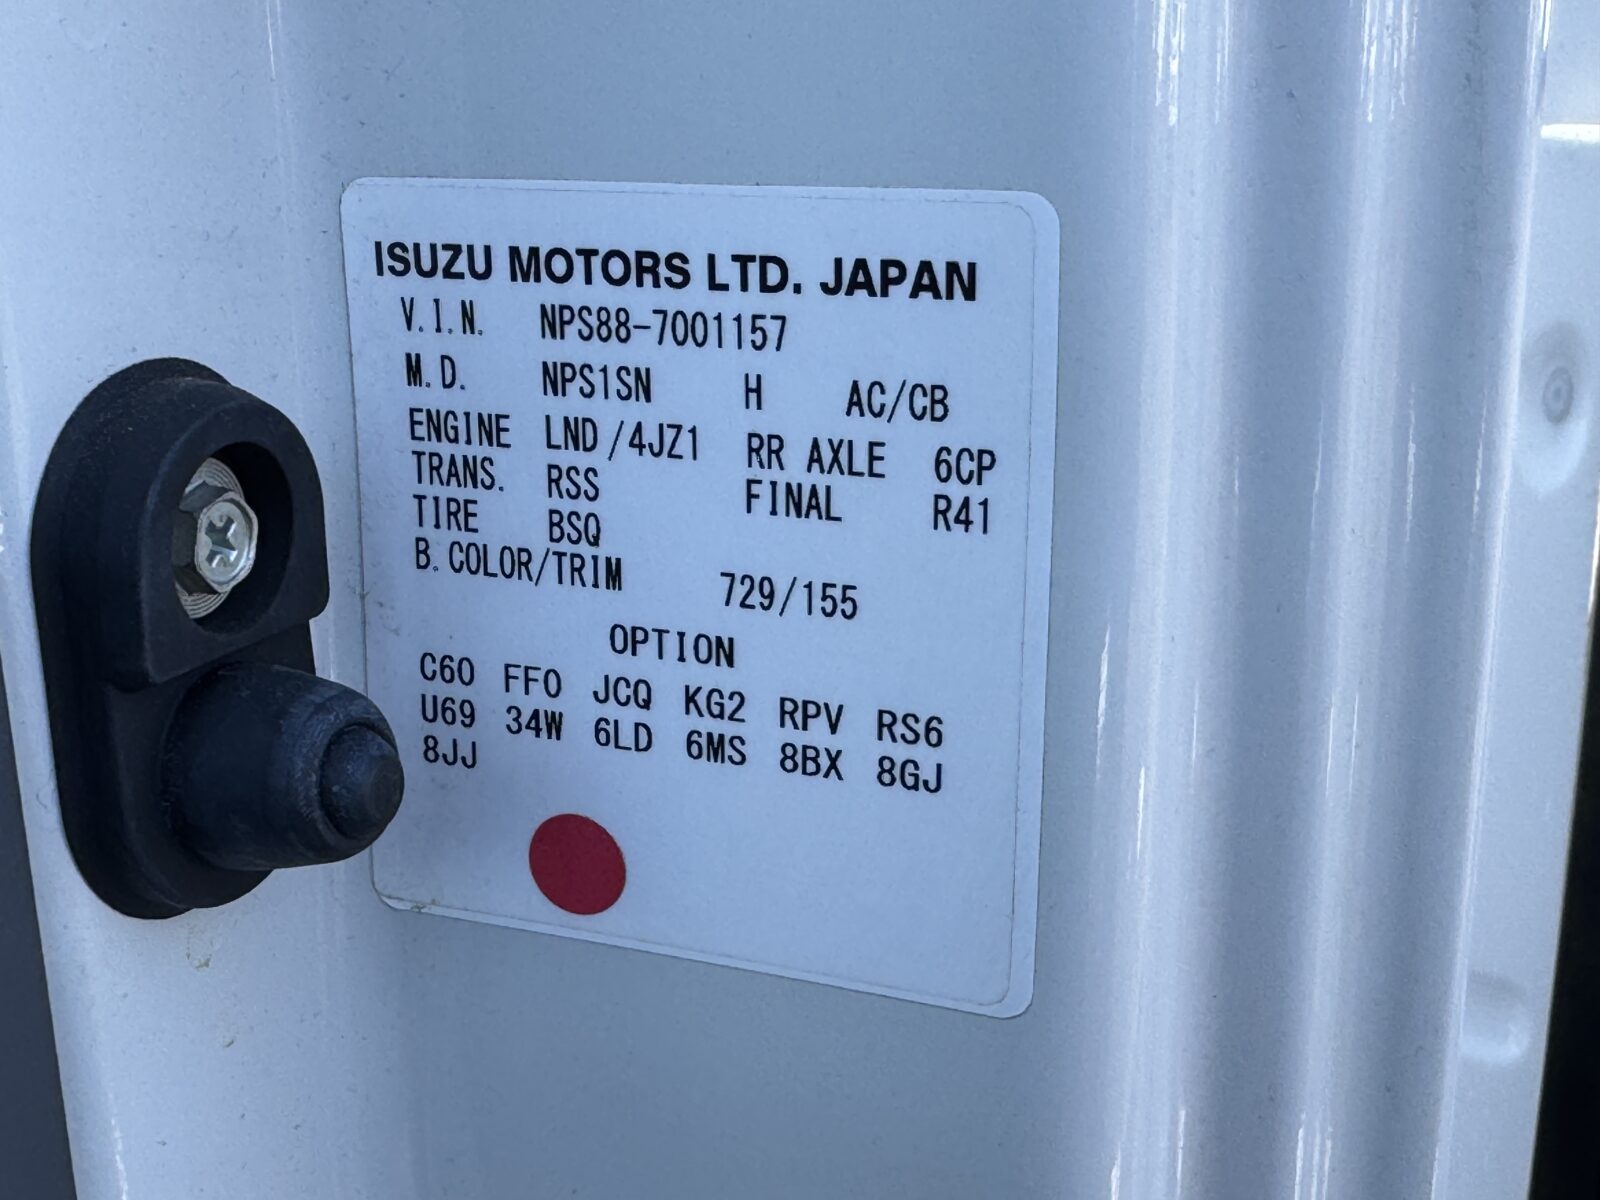 ISUZU MOTORS LTD. JAPAN
V.I.N. NPS88-7001157
M.D. NPS1SN H AC/CB
ENGINE LND/4JZ1 RR AXLE 6CP
TRANS. RSS FINAL R41
TIRE BSQ
B.COLOR/TRIM 729/155
OPTION
C60 FF0 JCQ KG2 RPV RS6
U69 34W 6LD 6MS 8BX 8GJ
8JJ